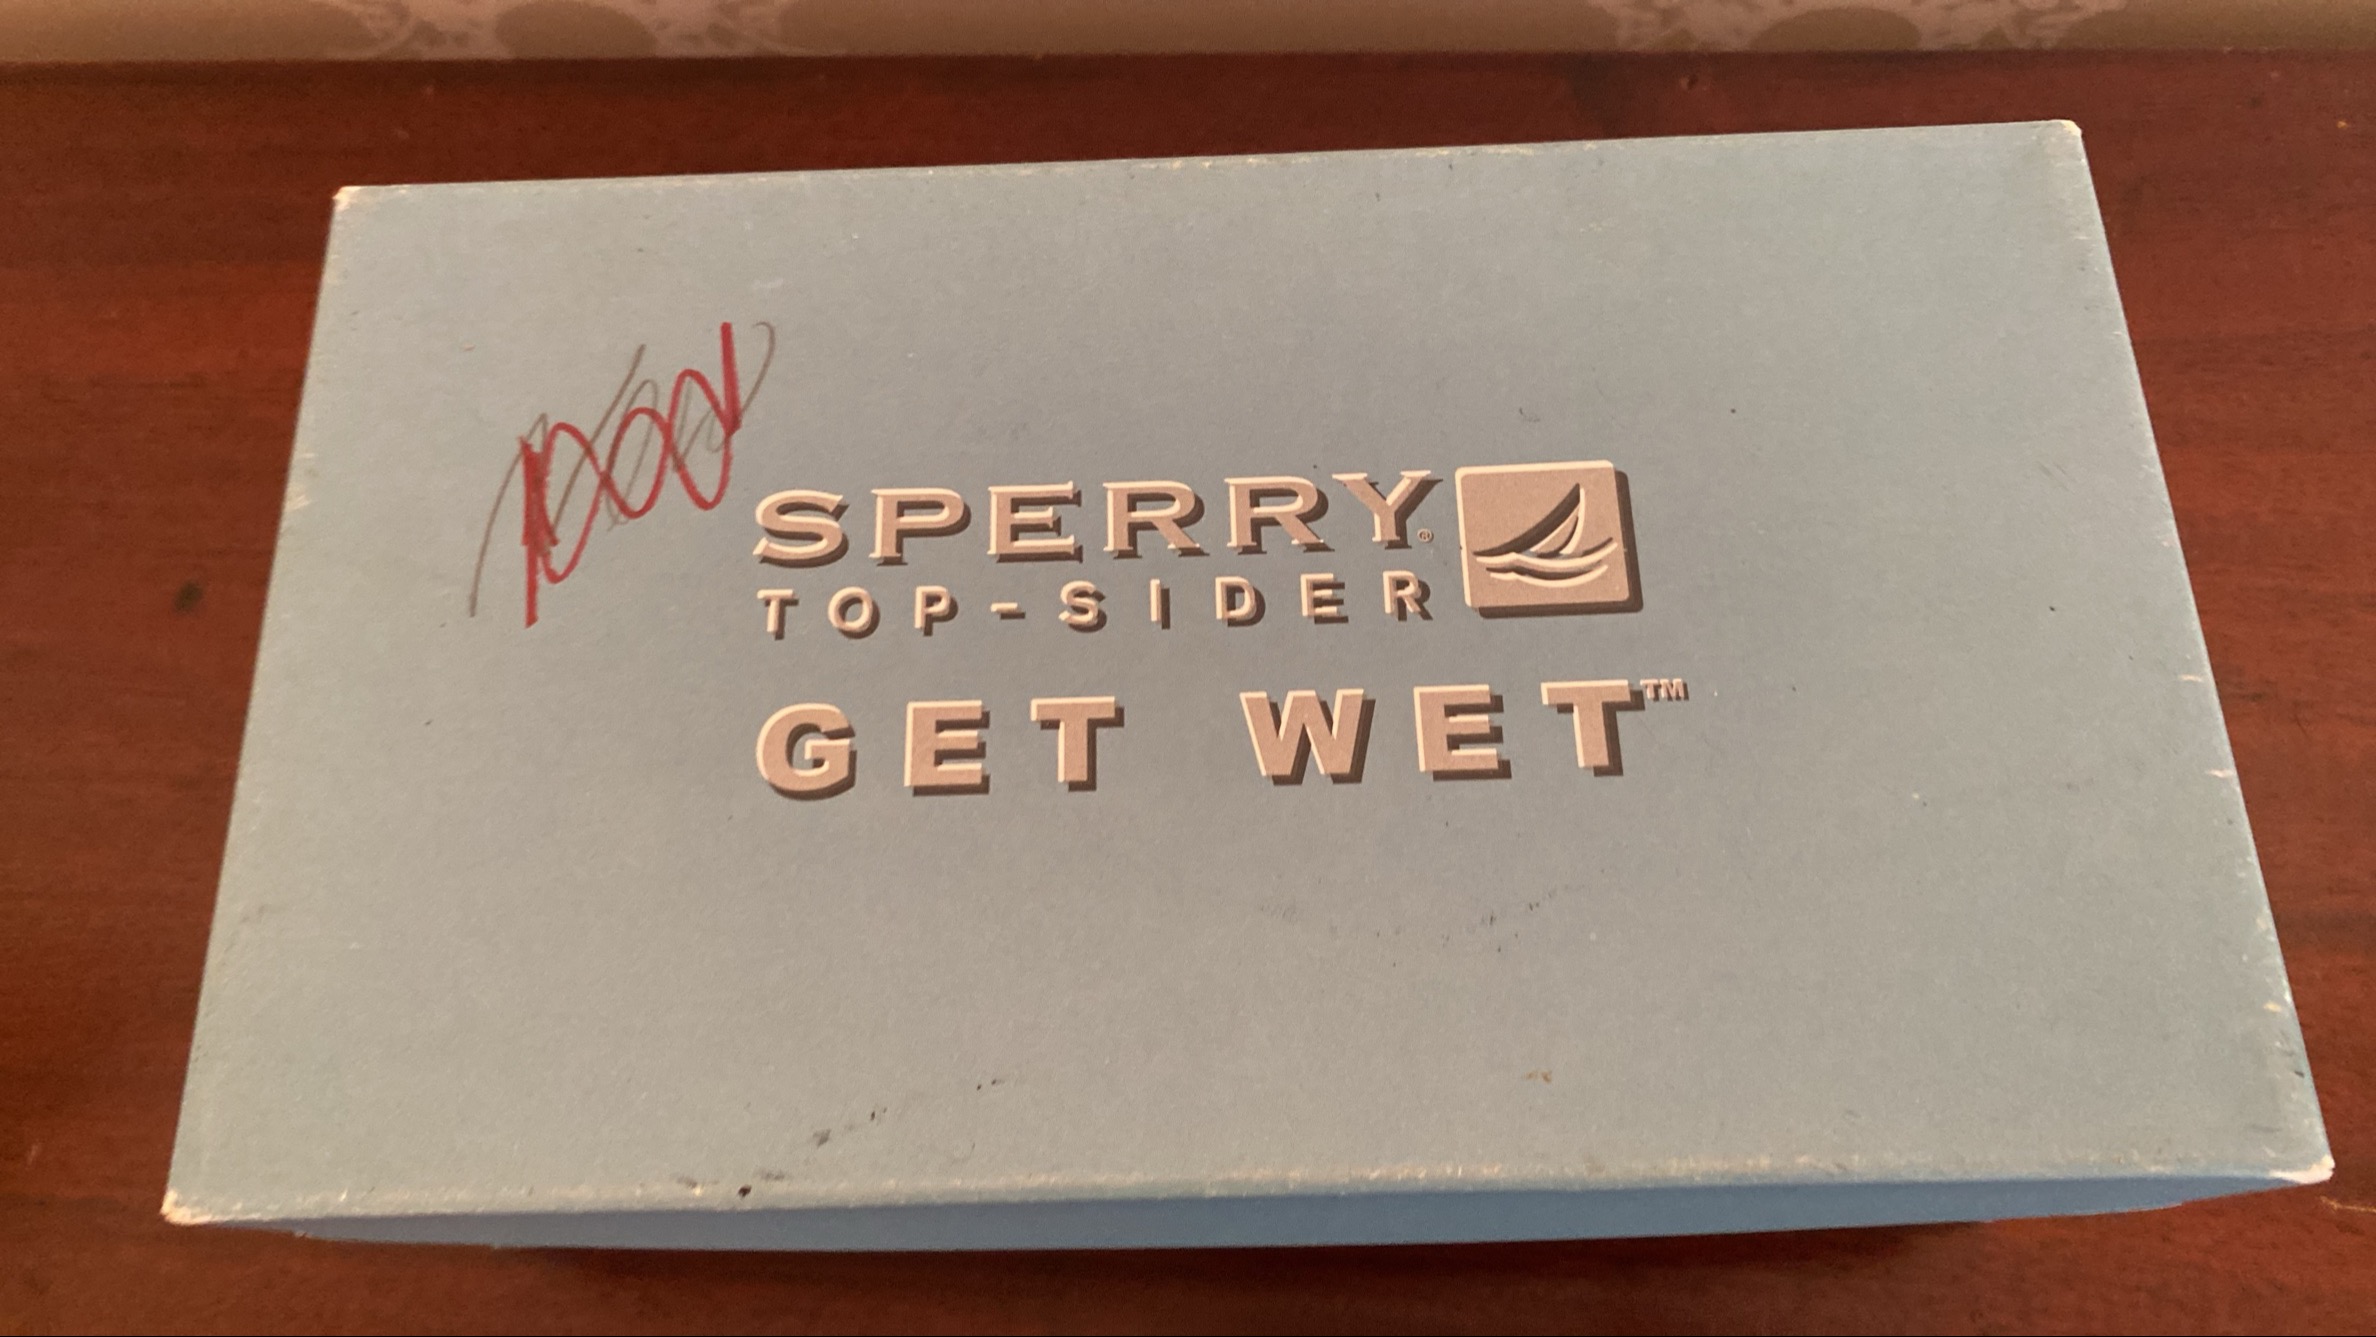 SPERRY®
TOP-SIDER
GET WET™